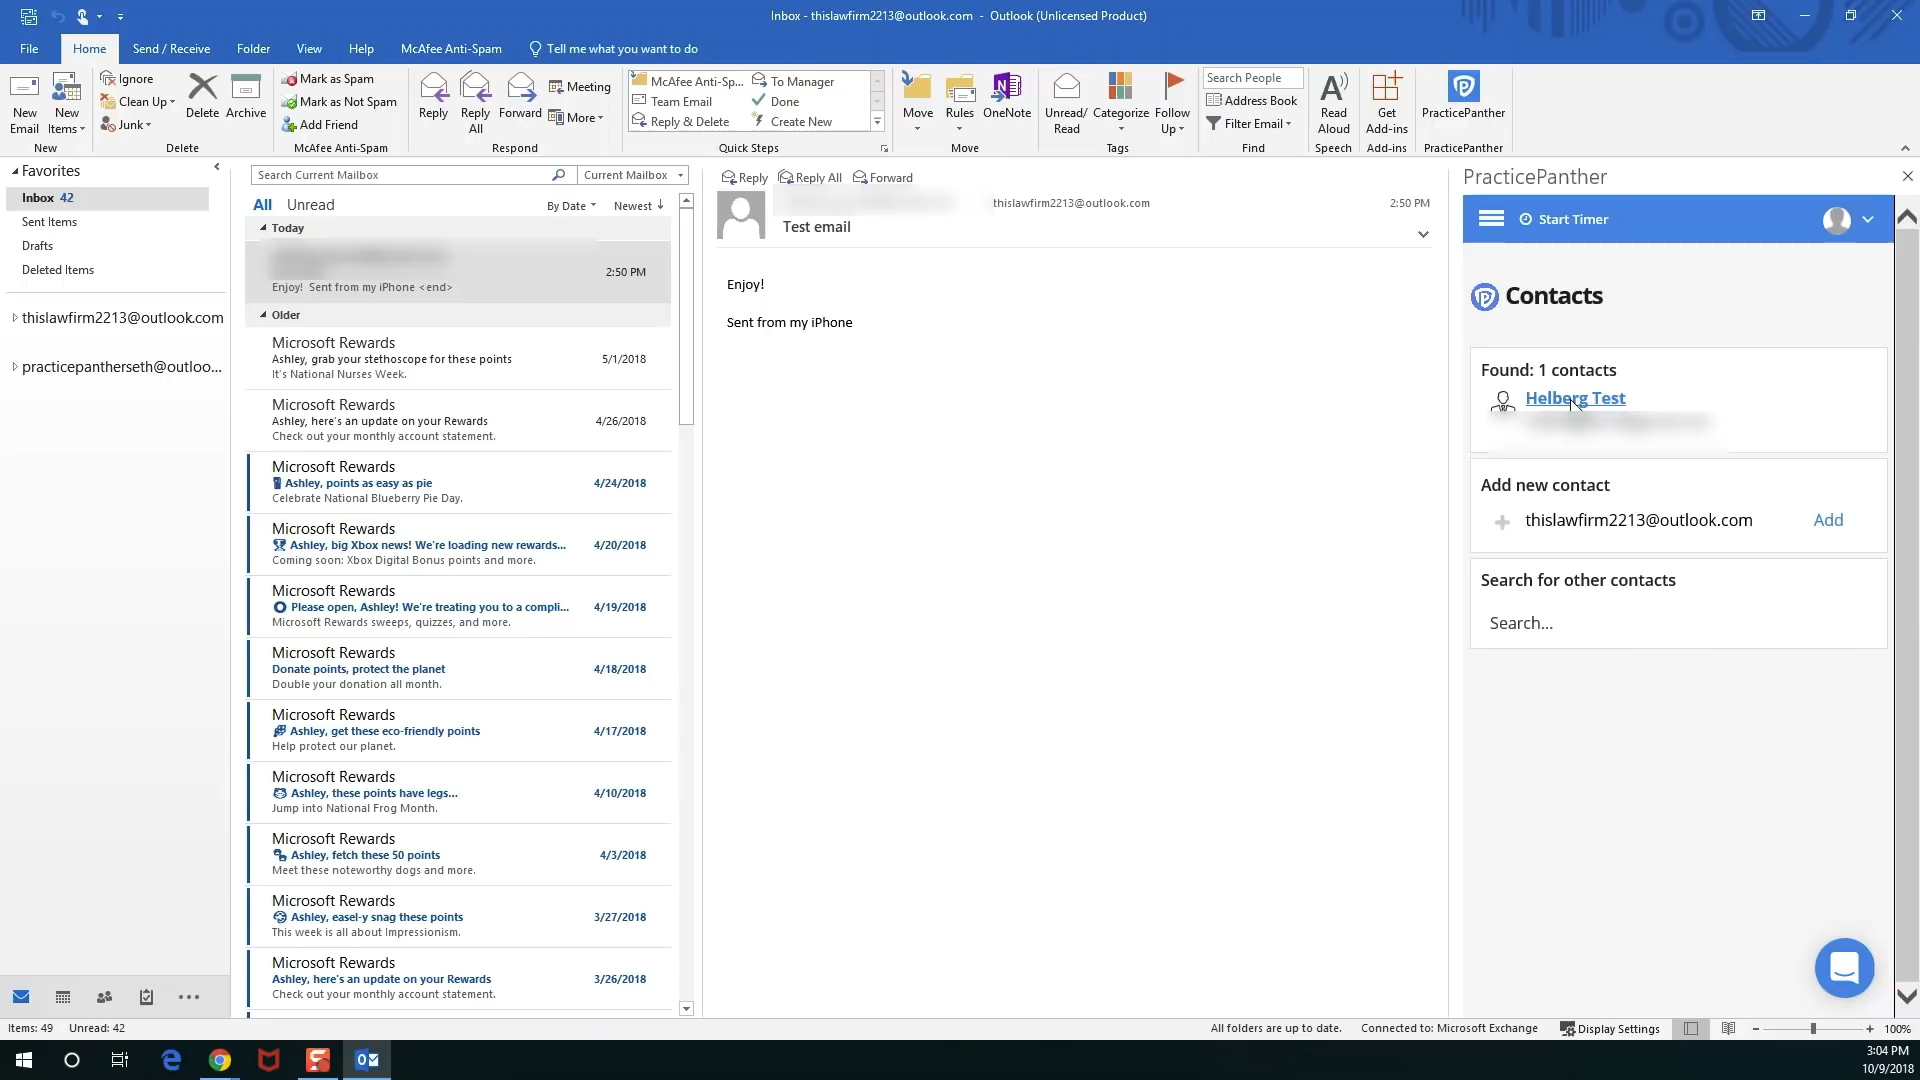 Inbox - thislawfirm2213@outlook.com - Outlook (Unlicensed Product)
File Home Send / Receive Folder View Help McAfee Anti-Spam Tell me what you want to do
New Email
New Items
New
Ignore
Clean Up
Junk
Delete
Archive
Delete
Mark as Spam
Mark as Not Spam
Add Friend
McAfee Anti-Spam
Reply
Reply All
Forward
Meeting
More
Respond
McAfee Anti-Sp...
Team Email
Reply & Delete
To Manager
Done
Create New
Quick Steps
Move
Rules
OneNote
Move
Unread/ Read
Categorize
Follow Up
Tags
Search People
Address Book
Filter Email
Find
Read Aloud
Speech
Get Add-ins
Add-ins
PracticePanther
PracticePanther
Favorites
Inbox 42
Sent Items
Drafts
Deleted Items
thislawfirm2213@outlook.com
practicepantherseth@outloo...
Search Current Mailbox
Current Mailbox
All Unread
By Date Newest
Today
2:50 PM
Enjoy! Sent from my iPhone <end>
Older
Microsoft Rewards
Ashley, grab your stethoscope for these points 5/1/2018
It's National Nurses Week.
Microsoft Rewards
Ashley, here's an update on your Rewards 4/26/2018
Check out your monthly account statement.
Microsoft Rewards
Ashley, points as easy as pie 4/24/2018
Celebrate National Blueberry Pie Day.
Microsoft Rewards
Ashley, big Xbox news! We're loading new rewards... 4/20/2018
Coming soon: Xbox Digital Bonus points and more.
Microsoft Rewards
Please open, Ashley! We're treating you to a compli... 4/19/2018
Microsoft Rewards sweeps, quizzes, and more.
Microsoft Rewards
Donate points, protect the planet 4/18/2018
Double your donation all month.
Microsoft Rewards
Ashley, get these eco-friendly points 4/17/2018
Help protect our planet.
Microsoft Rewards
Ashley, these points have legs... 4/10/2018
Jump into National Frog Month.
Microsoft Rewards
Ashley, fetch these 50 points 4/3/2018
Meet these noteworthy dogs and more.
Microsoft Rewards
Ashley, easel-y snag these points 3/27/2018
This week is all about Impressionism.
Microsoft Rewards
Ashley, here's an update on your Rewards 3/26/2018
Check out your monthly account statement.
Reply Reply All Forward
thislawfirm2213@outlook.com 2:50 PM
Test email
Enjoy!
Sent from my iPhone
PracticePanther
Start Timer
Contacts
Found: 1 contacts
Helberg Test
Add new contact
thislawfirm2213@outlook.com Add
Search for other contacts
Search...
Items: 49 Unread: 42
All folders are up to date. Connected to: Microsoft Exchange Display Settings 100%
3:04 PM
10/9/2018